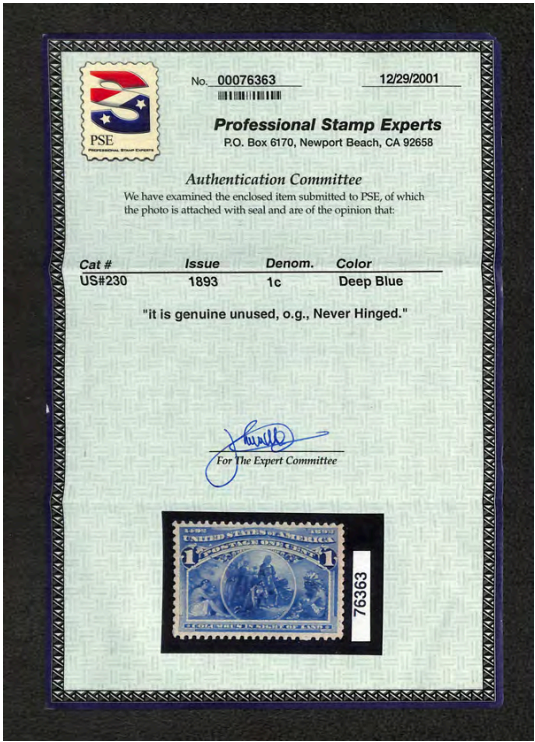 PSE
PROFESSIONAL STAMP EXPERTS
No. 00076363
12/29/2001
Professional Stamp Experts
P.O. Box 6170, Newport Beach, CA 92658
Authentication Committee
We have examined the enclosed item submitted to PSE, of which
the photo is attached with seal and are of the opinion that:
Cat # Issue Denom. Color
US#230 1893 1c Deep Blue
"it is genuine unused, o.g., Never Hinged."
For The Expert Committee
1492 1892
UNITED STATES OF AMERICA
POSTAGE ONE CENT
1 1
COLUMBUS IN SIGHT OF LAND
76363